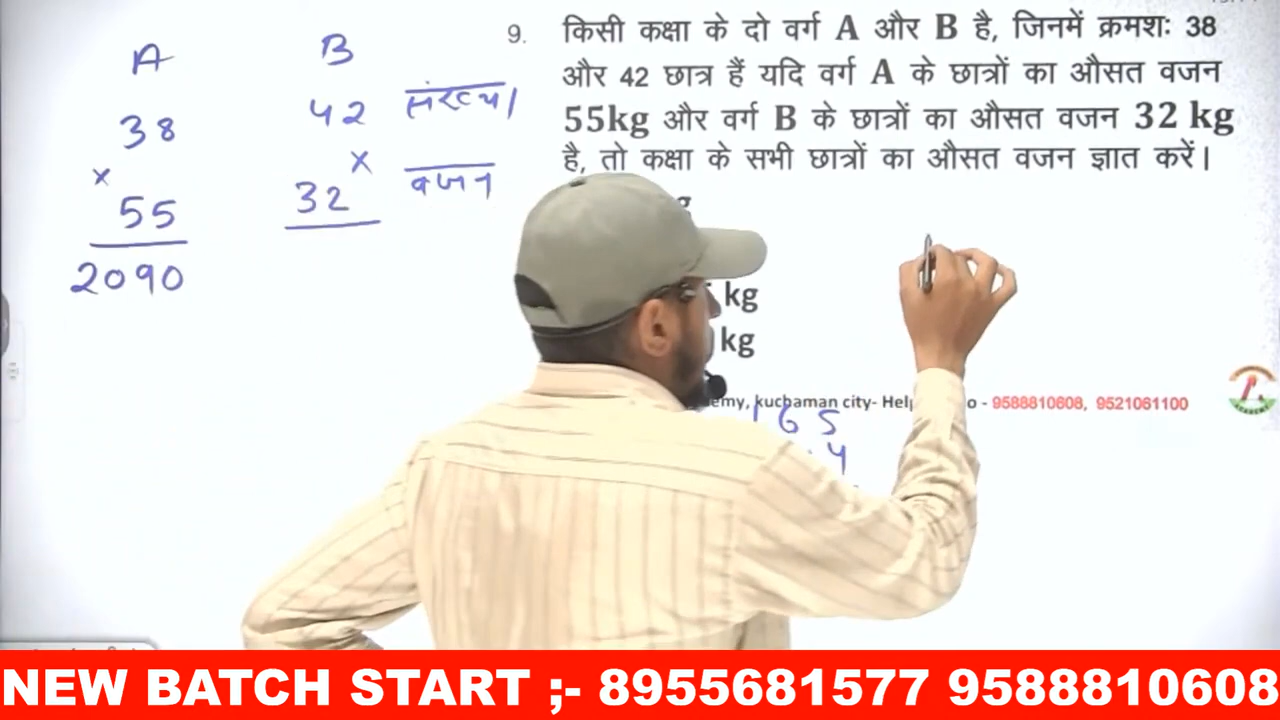 A
B
38
42
संख्या
×
×
55
32
वजन
2090
9. किसी कक्षा के दो वर्ग A और B है, जिनमें क्रमशः 38
और 42 छात्र हैं यदि वर्ग A के छात्रों का औसत वजन
55kg और वर्ग B के छात्रों का औसत वजन 32 kg
है, तो कक्षा के सभी छात्रों का औसत वजन ज्ञात करें।
kg
kg
kuchaman city- - 9588810608, 9521061100
165
4
NEW BATCH START ;- 8955681577 9588810608